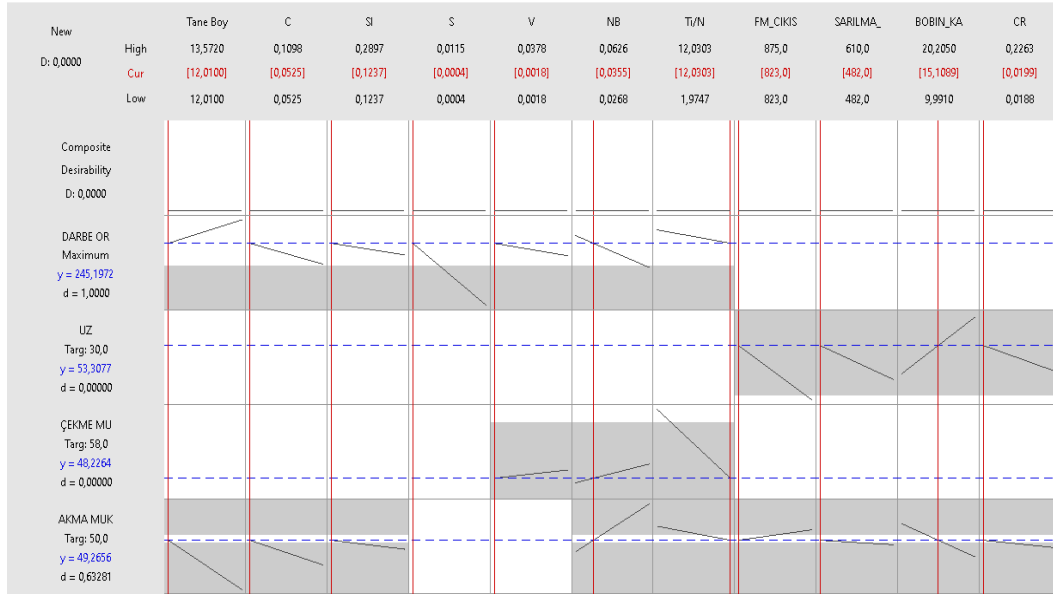 New
D: 0,0000
Tane Boy C SI S V NB Ti/N FM_CIKIS SARILMA_ BOBIN_KA CR
High 13,5720 0,1098 0,2897 0,0115 0,0378 0,0626 12,0303 875,0 610,0 20,2050 0,2263
Cur [12,0100] [0,0525] [0,1237] [0,0004] [0,0018] [0,0355] [12,0303] [823,0] [482,0] [15,1089] [0,0199]
Low 12,0100 0,0525 0,1237 0,0004 0,0018 0,0268 1,9747 823,0 482,0 9,9910 0,0188
Composite
Desirability
D: 0,0000
DARBE OR
Maximum
y = 245,1972
d = 1,0000
UZ
Targ: 30,0
y = 53,3077
d = 0,00000
ÇEKME MU
Targ: 58,0
y = 48,2264
d = 0,00000
AKMA MUK
Targ: 50,0
y = 49,2656
d = 0,63281